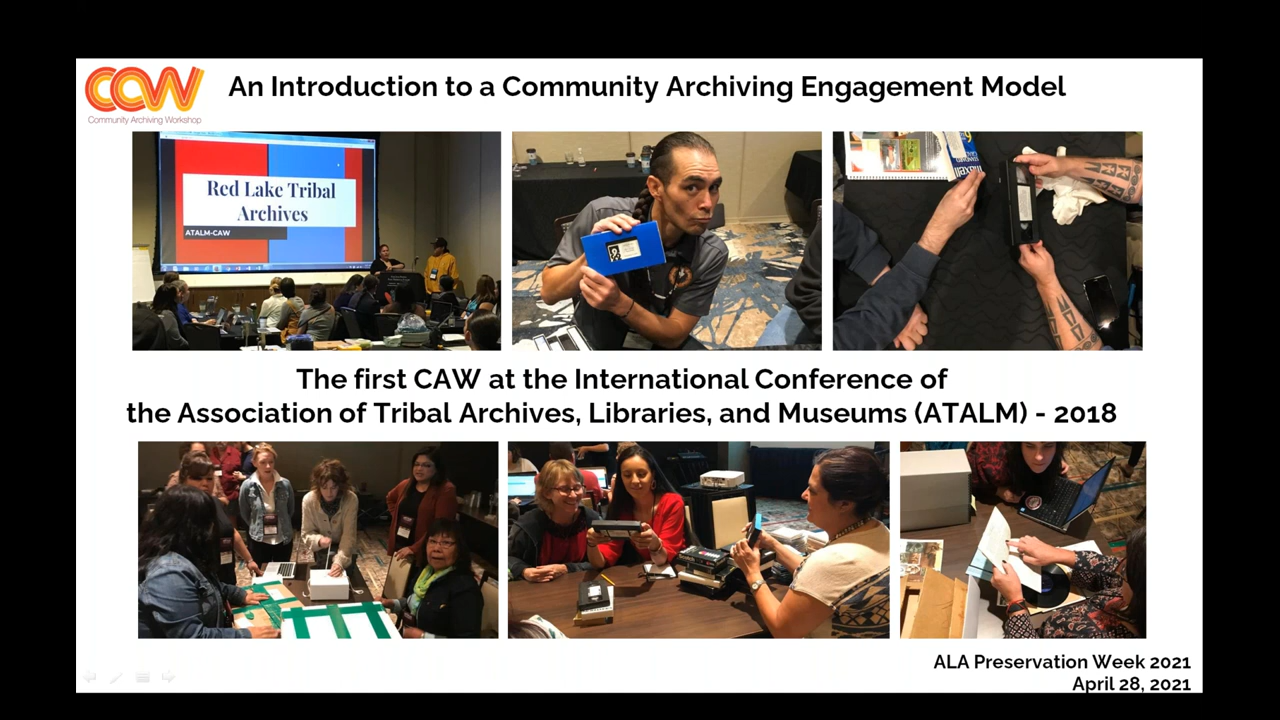 CAW
Community Archiving Workshop
An Introduction to a Community Archiving Engagement Model
Red Lake Tribal
Archives
ATALM-CAW
maxell
STANDARD
The first CAW at the International Conference of
the Association of Tribal Archives, Libraries, and Museums (ATALM) - 2018
ALA Preservation Week 2021
April 28, 2021